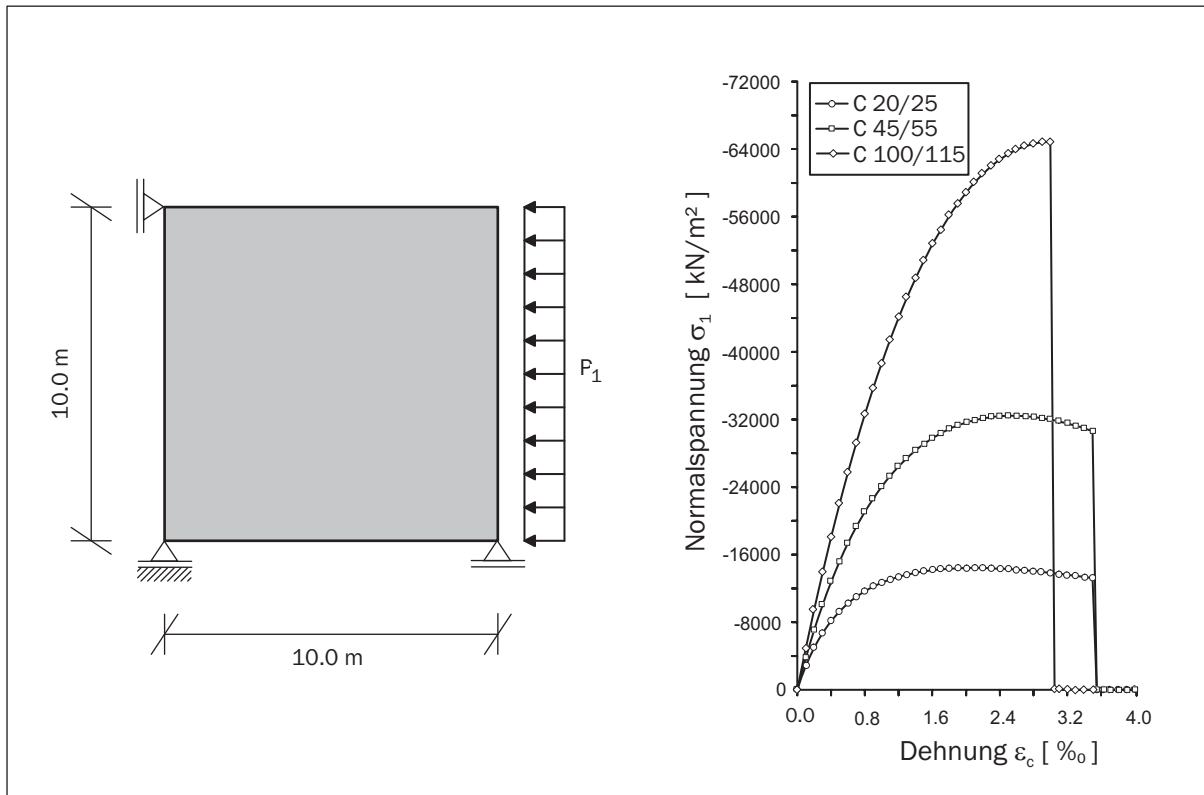 10.0 m
10.0 m
P1
C 20/25
C 45/55
C 100/115
Normalspannung σ1 [ kN/m² ]
-72000
-64000
-56000
-48000
-40000
-32000
-24000
-16000
-8000
0
0.0 0.8 1.6 2.4 3.2 4.0
Dehnung εc [ ‰ ]